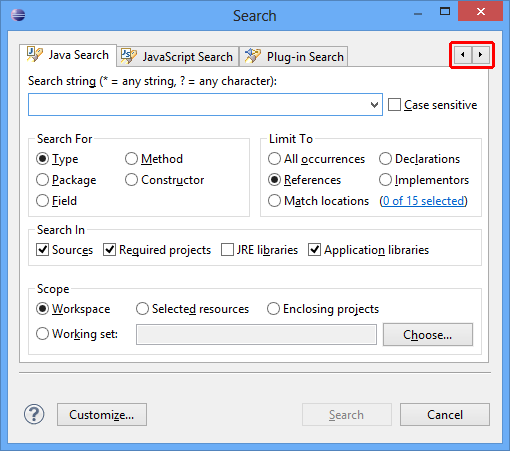 Search
Java Search JavaScript Search Plug-in Search
Search string (* = any string, ? = any character):
Case sensitive
Search For
Type Method
Package Constructor
Field
Limit To
All occurrences Declarations
References Implementors
Match locations (0 of 15 selected)
Search In
Sources Required projects JRE libraries Application libraries
Scope
Workspace Selected resources Enclosing projects
Working set: Choose...
? Customize... Search Cancel